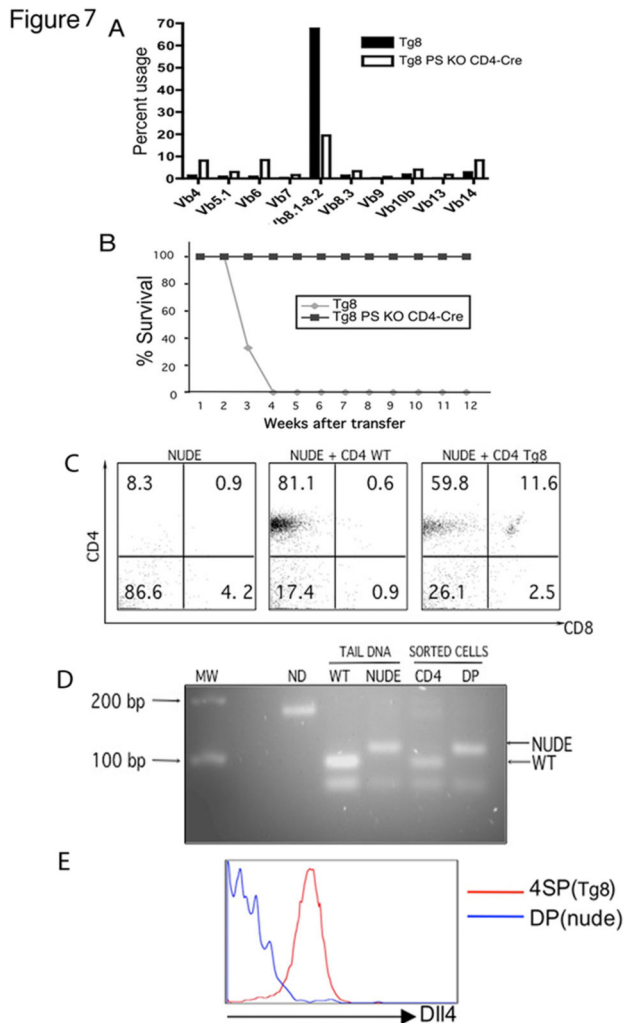 Figure 7
A
70
60
50
40
30
20
10
0
Percent usage
Tg8
Tg8 PS KO CD4-Cre
Vb4
Vb5.1
Vb6
Vb7
Vb8.1-8.2
Vb8.3
Vb9
Vb10b
Vb13
Vb14
B
100
80
60
40
20
0
% Survival
Tg8
Tg8 PS KO CD4-Cre
1 2 3 4 5 6 7 8 9 10 11 12
Weeks after transfer
C
NUDE
NUDE + CD4 WT
NUDE + CD4 Tg8
8.3 0.9
81.1 0.6
59.8 11.6
CD4
86.6 4.2
17.4 0.9
26.1 2.5
CD8
D
TAIL DNA SORTED CELLS
MW ND WT NUDE CD4 DP
200 bp
100 bp
NUDE
WT
E
4SP(Tg8)
DP(nude)
Dll4